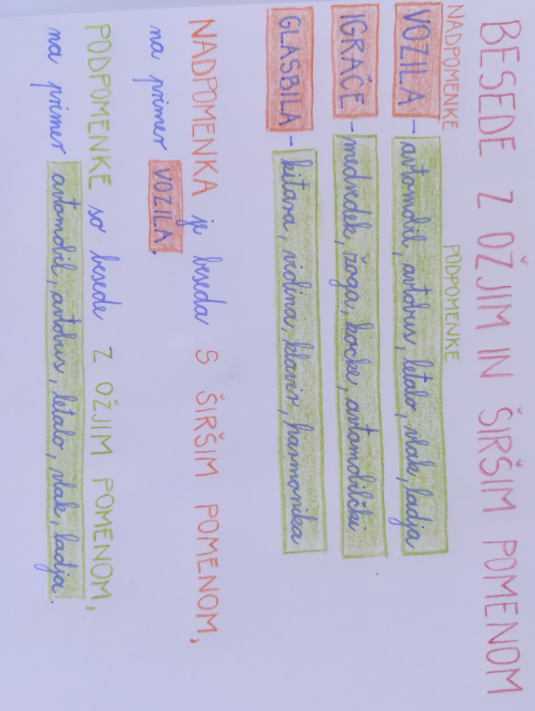 BESEDE Z OŽJIM IN ŠIRŠIM POMENOM
NADPOMENKE PODPOMENKE
VOZILA - avtomobil, avtobus, letalo, vlak, ladja
IGRAČE - medvedek, žoga, kocke, avtomobilčki
GLASBILA - kitara, violina, klavir, harmonika
NADPOMENKA je beseda S ŠIRŠIM POMENOM,
na primer VOZILA.
PODPOMENKE so besede Z OŽJIM POMENOM,
na primer avtomobil, avtobus, letalo, vlak, ladja.